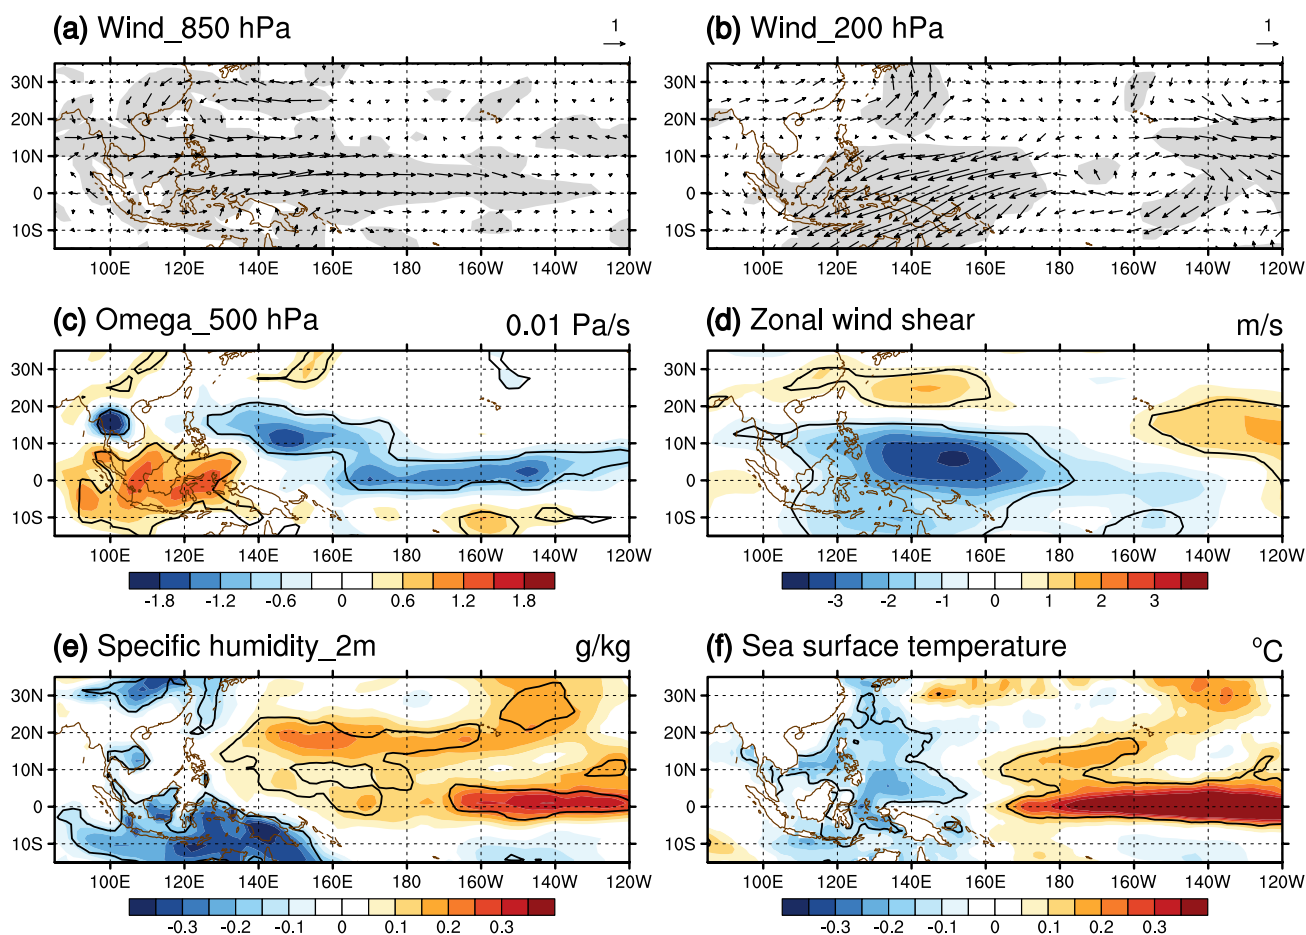 (a) Wind_850 hPa
1
30N
20N
10N
0
10S
100E 120E 140E 160E 180 160W 140W 120W
(b) Wind_200 hPa
1
30N
20N
10N
0
10S
100E 120E 140E 160E 180 160W 140W 120W
(c) Omega_500 hPa
0.01 Pa/s
30N
20N
10N
0
10S
100E 120E 140E 160E 180 160W 140W 120W
-1.8 -1.2 -0.6 0 0.6 1.2 1.8
(d) Zonal wind shear
m/s
30N
20N
10N
0
10S
100E 120E 140E 160E 180 160W 140W 120W
-3 -2 -1 0 1 2 3
(e) Specific humidity_2m
g/kg
30N
20N
10N
0
10S
100E 120E 140E 160E 180 160W 140W 120W
-0.3 -0.2 -0.1 0 0.1 0.2 0.3
(f) Sea surface temperature
°C
30N
20N
10N
0
10S
100E 120E 140E 160E 180 160W 140W 120W
-0.3 -0.2 -0.1 0 0.1 0.2 0.3